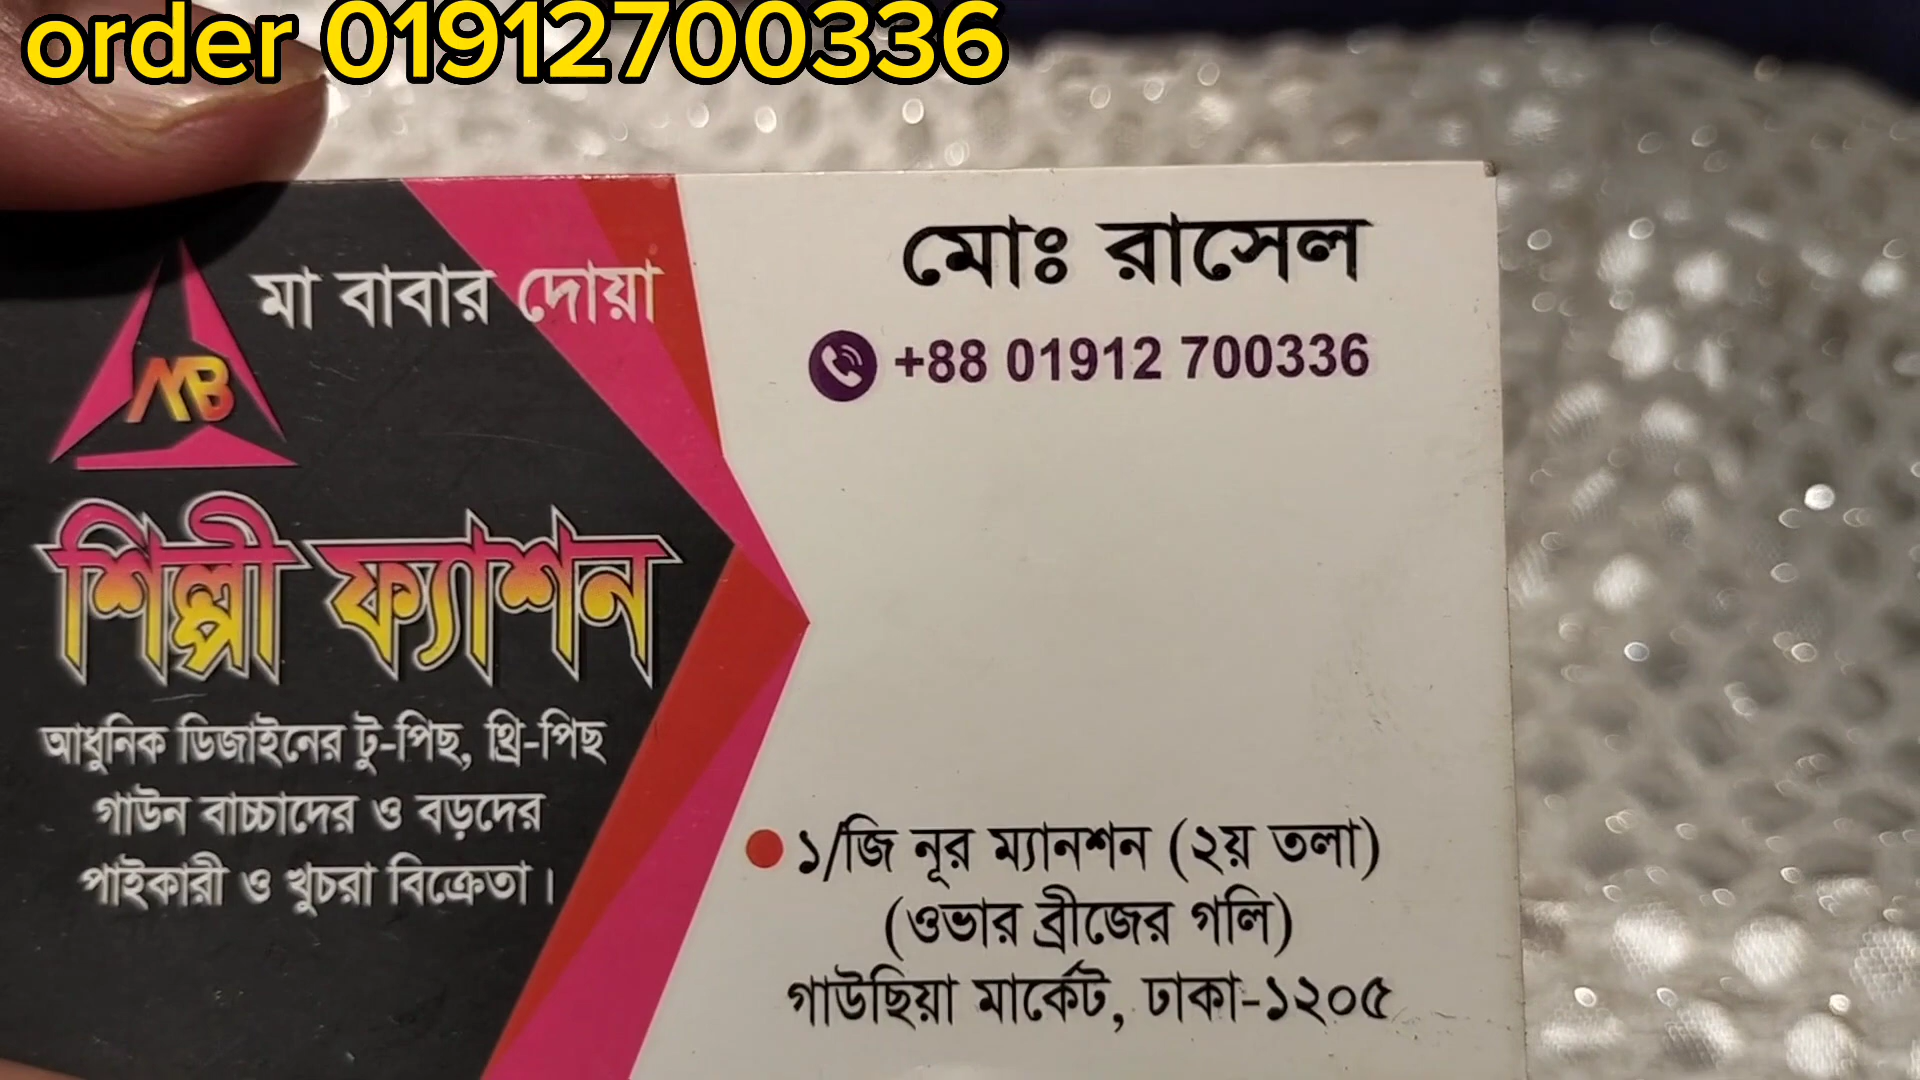 order 01912700336
মা বাবার দোয়া
MB
শিল্পী ফ্যাশন
আধুনিক ডিজাইনের টু-পিছ, থ্রি-পিছ
গাউন বাচ্চাদের ও বড়দের
পাইকারী ও খুচরা বিক্রেতা।
মোঃ রাসেল
+88 01912 700336
১/জি নূর ম্যানশন (২য় তলা)
(ওভার ব্রীজের গলি)
গাউছিয়া মার্কেট, ঢাকা-১২০৫